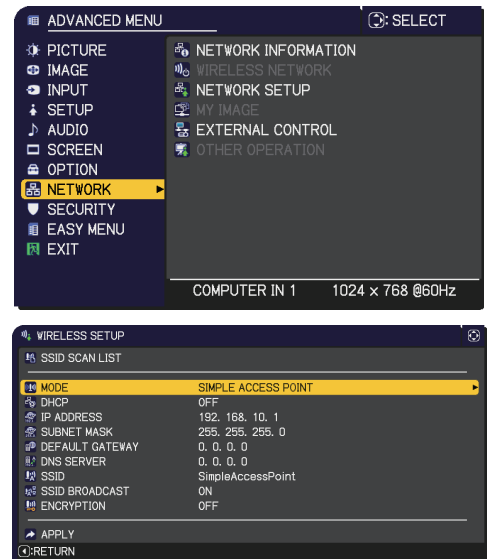 ADVANCED MENU : SELECT
PICTURE NETWORK INFORMATION
IMAGE WIRELESS NETWORK
INPUT NETWORK SETUP
SETUP MY IMAGE
AUDIO EXTERNAL CONTROL
SCREEN OTHER OPERATION
OPTION
NETWORK
SECURITY
EASY MENU
EXIT
COMPUTER IN 1 1024 × 768 @60Hz
WIRELESS SETUP
SSID SCAN LIST
MODE SIMPLE ACCESS POINT
DHCP OFF
IP ADDRESS 192. 168. 10. 1
SUBNET MASK 255. 255. 255. 0
DEFAULT GATEWAY 0. 0. 0. 0
DNS SERVER 0. 0. 0. 0
SSID SimpleAccessPoint
SSID BROADCAST ON
ENCRYPTION OFF
APPLY
:RETURN